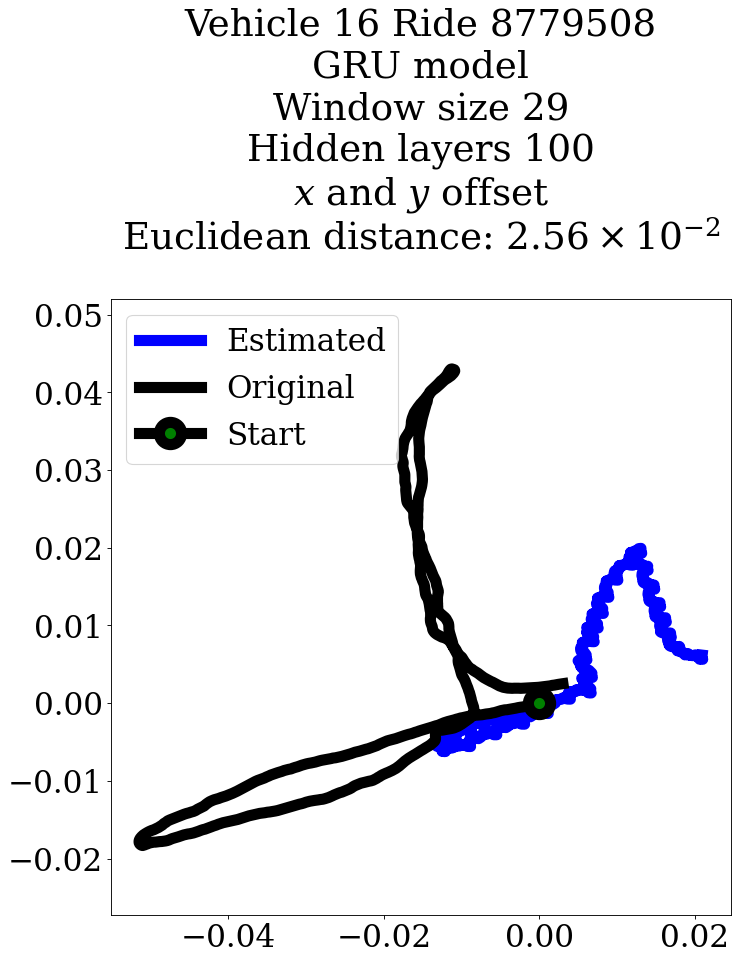 Vehicle 16 Ride 8779508
GRU model
Window size 29
Hidden layers 100
x and y offset
Euclidean distance: 2.56 × 10⁻²
0.05
0.04
0.03
0.02
0.01
0.00
−0.01
−0.02
Estimated
Original
Start
−0.04
−0.02
0.00
0.02